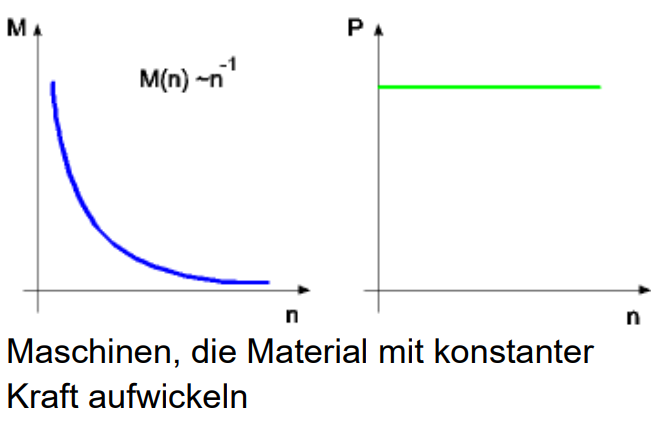 M
M(n) ~n⁻¹
n
P
n
Maschinen, die Material mit konstanter
Kraft aufwickeln